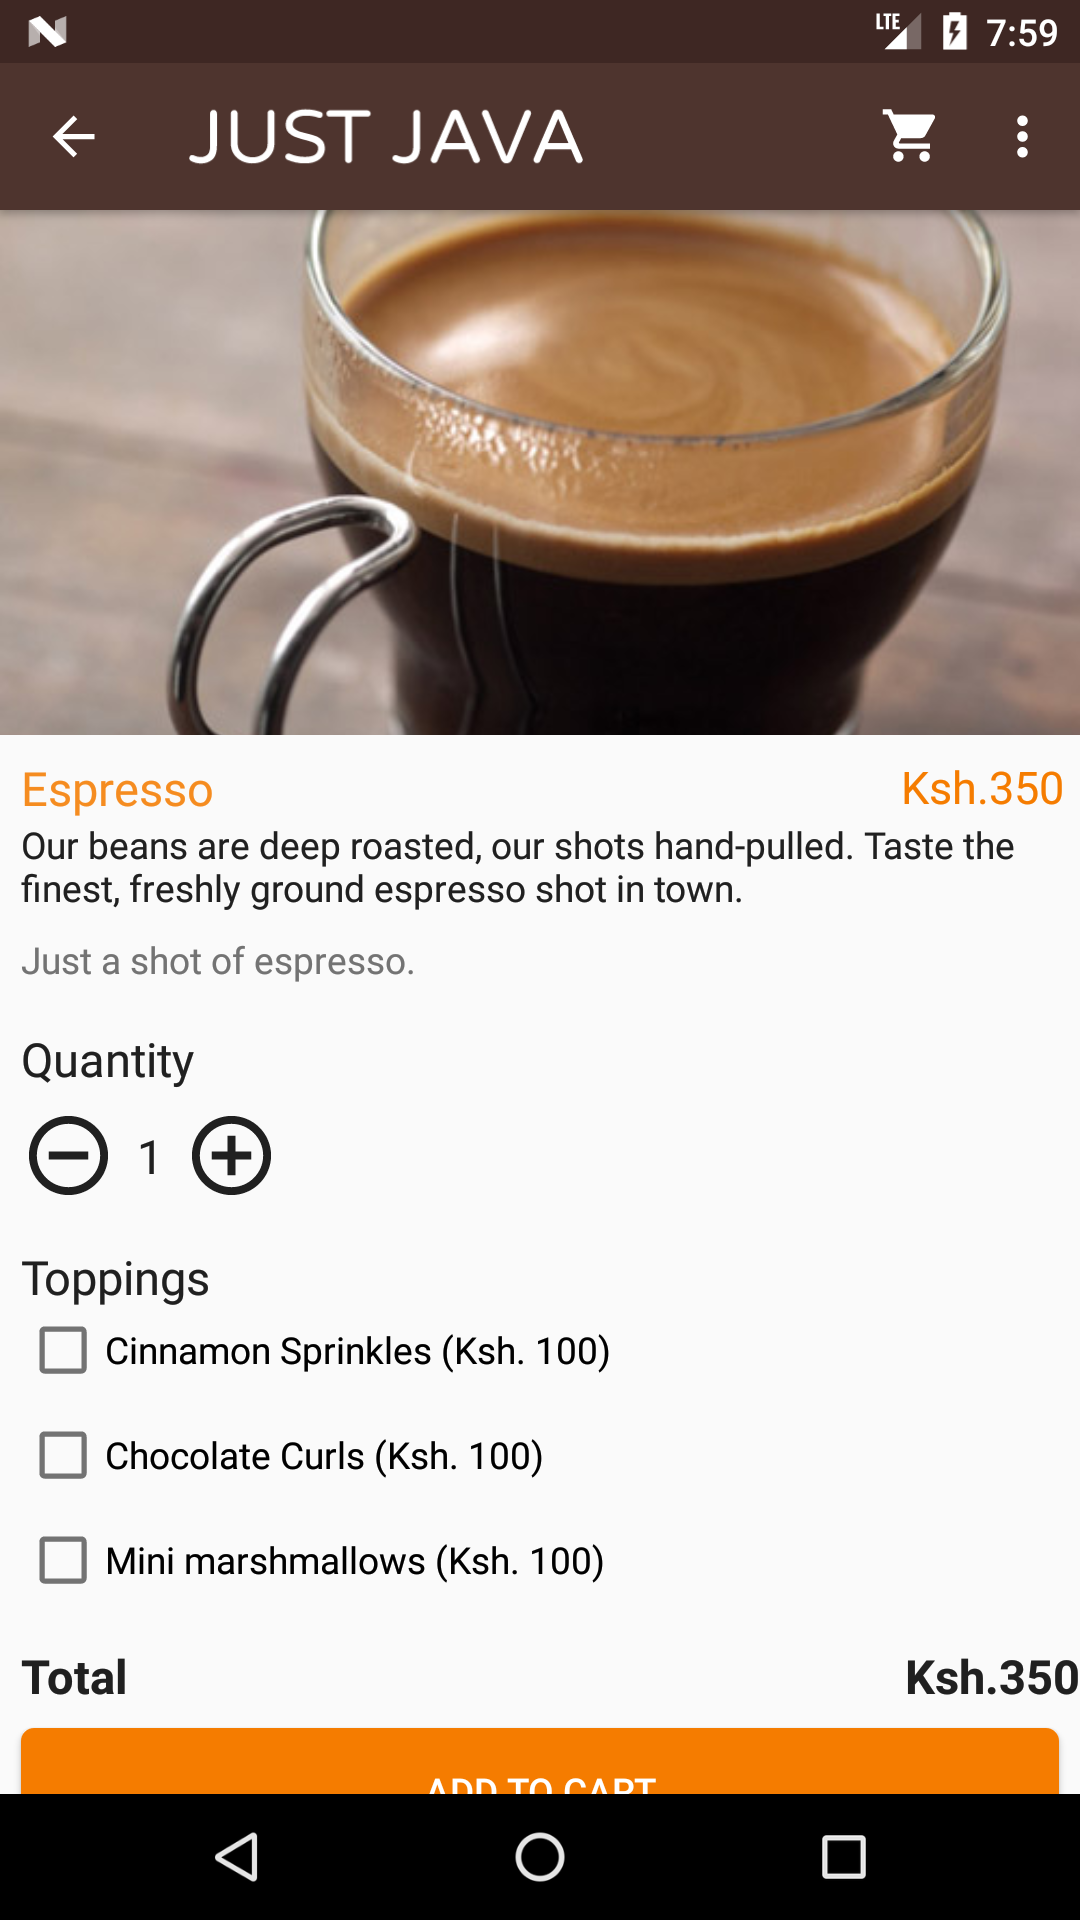 LTE 7:59
JUST JAVA
Espresso Ksh.350
Our beans are deep roasted, our shots hand-pulled. Taste the
finest, freshly ground espresso shot in town.
Just a shot of espresso.
Quantity
1
Toppings
Cinnamon Sprinkles (Ksh. 100)
Chocolate Curls (Ksh. 100)
Mini marshmallows (Ksh. 100)
Total Ksh.350
ADD TO CART